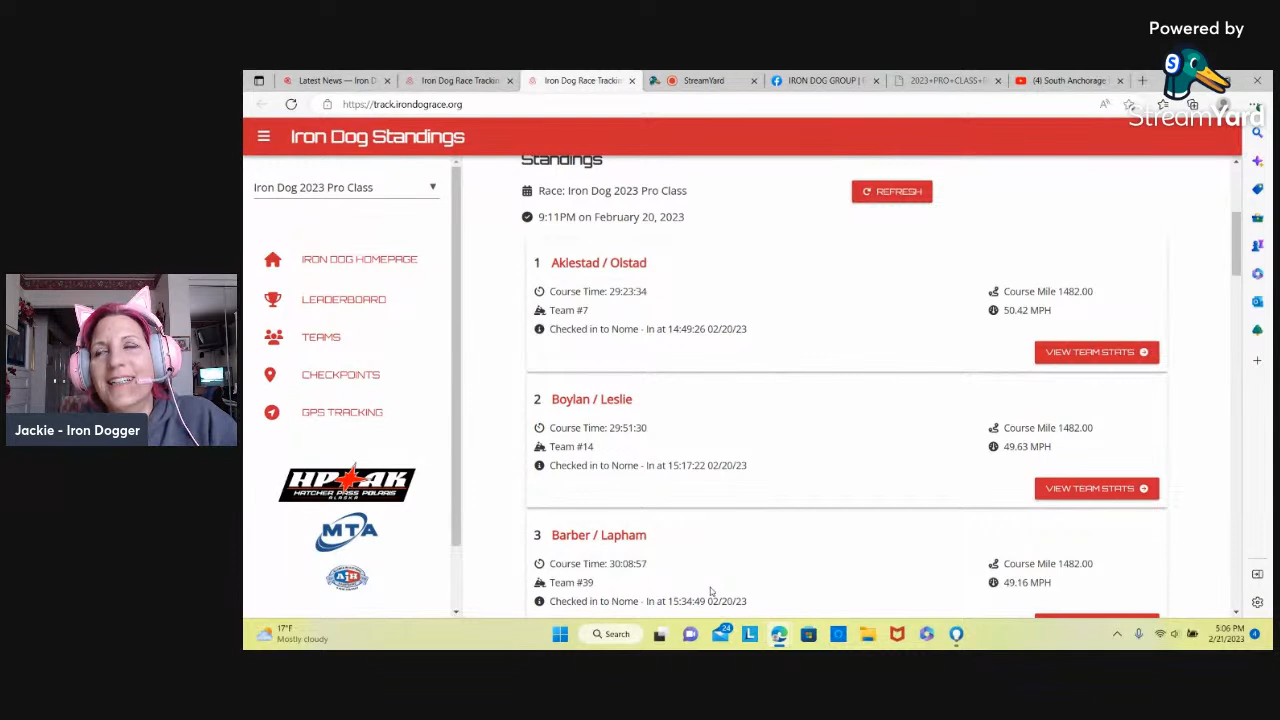 Powered by
StreamYard
Latest News — Iron D
Iron Dog Race Trackin
Iron Dog Race Trackin
StreamYard
IRON DOG GROUP |
2023+PRO+CLASS+
(4) South Anchorage
https://track.irondograce.org
Iron Dog Standings
Iron Dog 2023 Pro Class
IRON DOG HOMEPAGE
LEADERBOARD
TEAMS
CHECKPOINTS
GPS TRACKING
HP AK
HATCHER PASS POLARIS
ALASKA
MTA
Standings
Race: Iron Dog 2023 Pro Class
REFRESH
9:11PM on February 20, 2023
1 Aklestad / Olstad
Course Time: 29:23:34
Course Mile 1482.00
Team #7
50.42 MPH
Checked in to Nome - In at 14:49:26 02/20/23
VIEW TEAM STATS
2 Boylan / Leslie
Course Time: 29:51:30
Course Mile 1482.00
Team #14
49.63 MPH
Checked in to Nome - In at 15:17:22 02/20/23
VIEW TEAM STATS
3 Barber / Lapham
Course Time: 30:08:57
Course Mile 1482.00
Team #39
49.16 MPH
Checked in to Nome - In at 15:34:49 02/20/23
Jackie - Iron Dogger
17°F
Mostly cloudy
Search
24
5:06 PM
2/21/2023
4